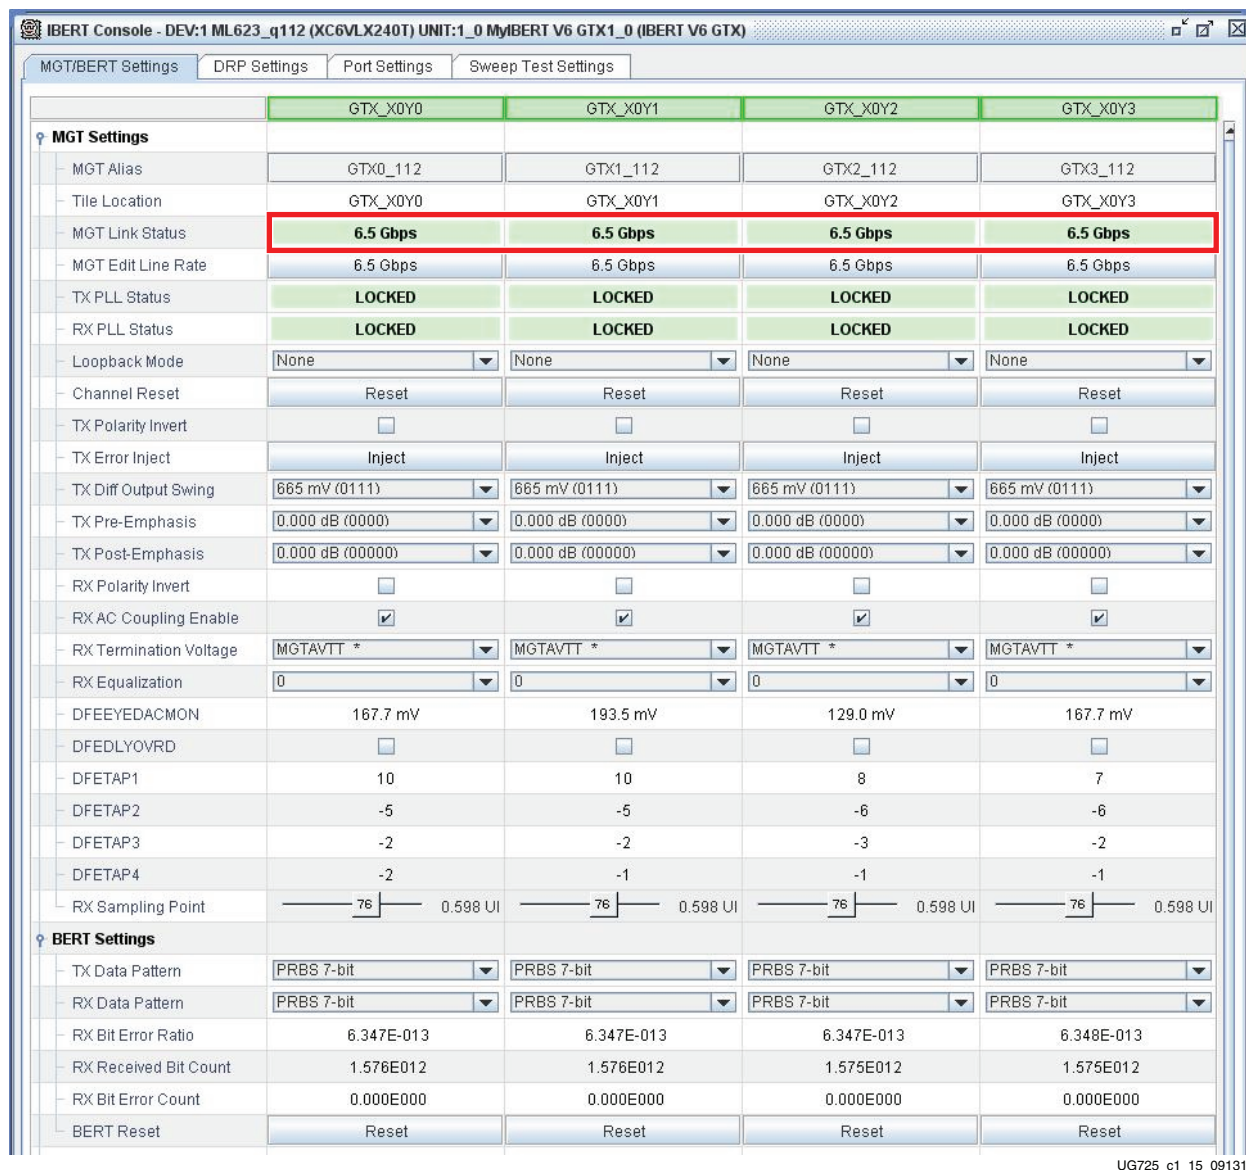 IBERT Console - DEV:1 ML623_q112 (XC6VLX240T) UNIT:1_0 MyIBERT V6 GTX1_0 (IBERT V6 GTX)
MGT/BERT Settings DRP Settings Port Settings Sweep Test Settings
GTX_X0Y0 GTX_X0Y1 GTX_X0Y2 GTX_X0Y3
MGT Settings
MGT Alias GTX0_112 GTX1_112 GTX2_112 GTX3_112
Tile Location GTX_X0Y0 GTX_X0Y1 GTX_X0Y2 GTX_X0Y3
MGT Link Status 6.5 Gbps 6.5 Gbps 6.5 Gbps 6.5 Gbps
MGT Edit Line Rate 6.5 Gbps 6.5 Gbps 6.5 Gbps 6.5 Gbps
TX PLL Status LOCKED LOCKED LOCKED LOCKED
RX PLL Status LOCKED LOCKED LOCKED LOCKED
Loopback Mode None None None None
Channel Reset Reset Reset Reset Reset
TX Polarity Invert
TX Error Inject Inject Inject Inject Inject
TX Diff Output Swing 665 mV (0111) 665 mV (0111) 665 mV (0111) 665 mV (0111)
TX Pre-Emphasis 0.000 dB (0000) 0.000 dB (0000) 0.000 dB (0000) 0.000 dB (0000)
TX Post-Emphasis 0.000 dB (00000) 0.000 dB (00000) 0.000 dB (00000) 0.000 dB (00000)
RX Polarity Invert
RX AC Coupling Enable
RX Termination Voltage MGTAVTT * MGTAVTT * MGTAVTT * MGTAVTT *
RX Equalization 0 0 0 0
DFEEYEDACMON 167.7 mV 193.5 mV 129.0 mV 167.7 mV
DFEDLYOVRD
DFETAP1 10 10 8 7
DFETAP2 -5 -5 -6 -6
DFETAP3 -2 -2 -3 -2
DFETAP4 -2 -1 -1 -1
RX Sampling Point 76 0.598 UI 76 0.598 UI 76 0.598 UI 76 0.598 UI
BERT Settings
TX Data Pattern PRBS 7-bit PRBS 7-bit PRBS 7-bit PRBS 7-bit
RX Data Pattern PRBS 7-bit PRBS 7-bit PRBS 7-bit PRBS 7-bit
RX Bit Error Ratio 6.347E-013 6.347E-013 6.347E-013 6.348E-013
RX Received Bit Count 1.576E012 1.576E012 1.575E012 1.575E012
RX Bit Error Count 0.000E000 0.000E000 0.000E000 0.000E000
BERT Reset Reset Reset Reset Reset
UG725_c1_15_09131